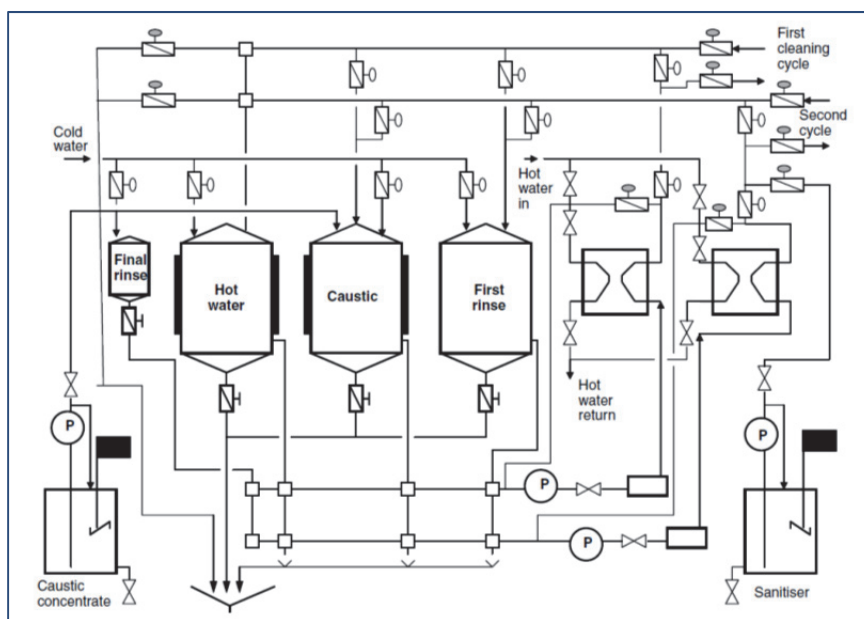 First
cleaning
cycle
Second
cycle
Cold
water
Hot
water
in
Final
rinse
Hot
water
Caustic
First
rinse
Hot
water
return
P
P
P
P
Caustic
concentrate
Sanitiser